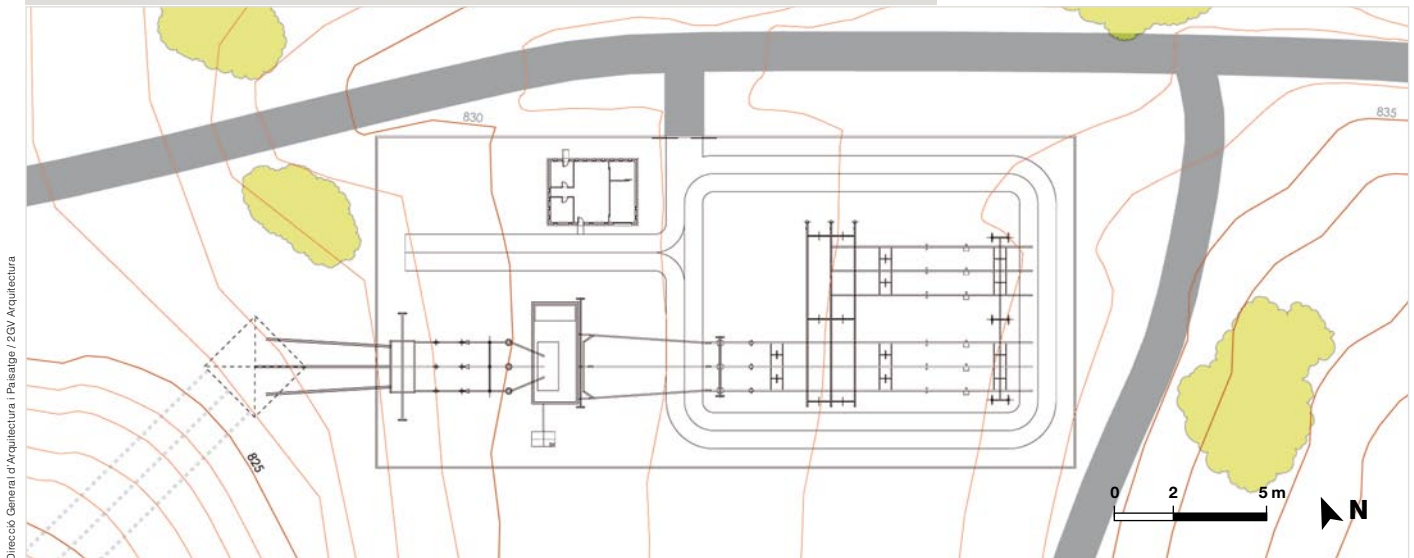 Direcció General d'Arquitectura i Paisatge / 2GV Arquitectura
830
835
825
0 2 5 m
N